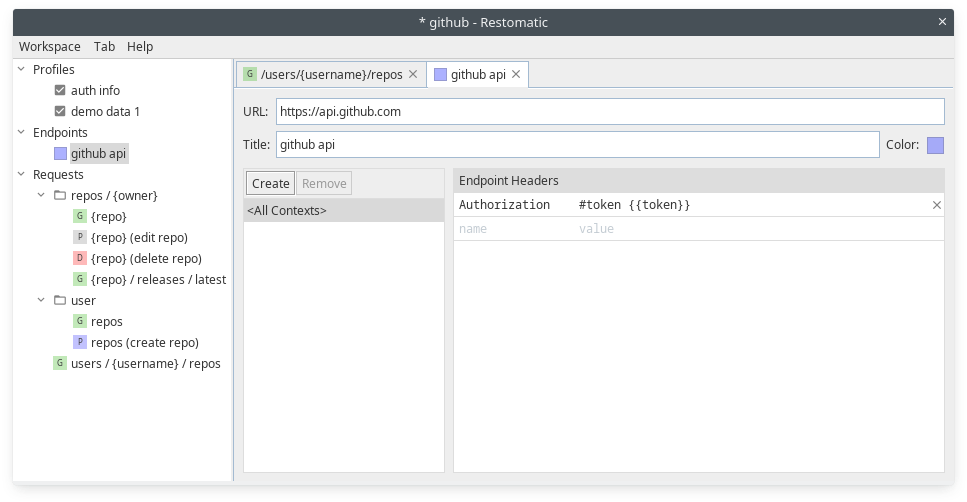 * github - Restomatic
Workspace Tab Help
Profiles
auth info
demo data 1
Endpoints
github api
Requests
repos / {owner}
G {repo}
P {repo} (edit repo)
D {repo} (delete repo)
G {repo} / releases / latest
user
G repos
P repos (create repo)
G users / {username} / repos
G /users/{username}/repos
github api
URL: https://api.github.com
Title: github api Color:
Create Remove
<All Contexts>
Endpoint Headers
Authorization #token {{token}}
name value